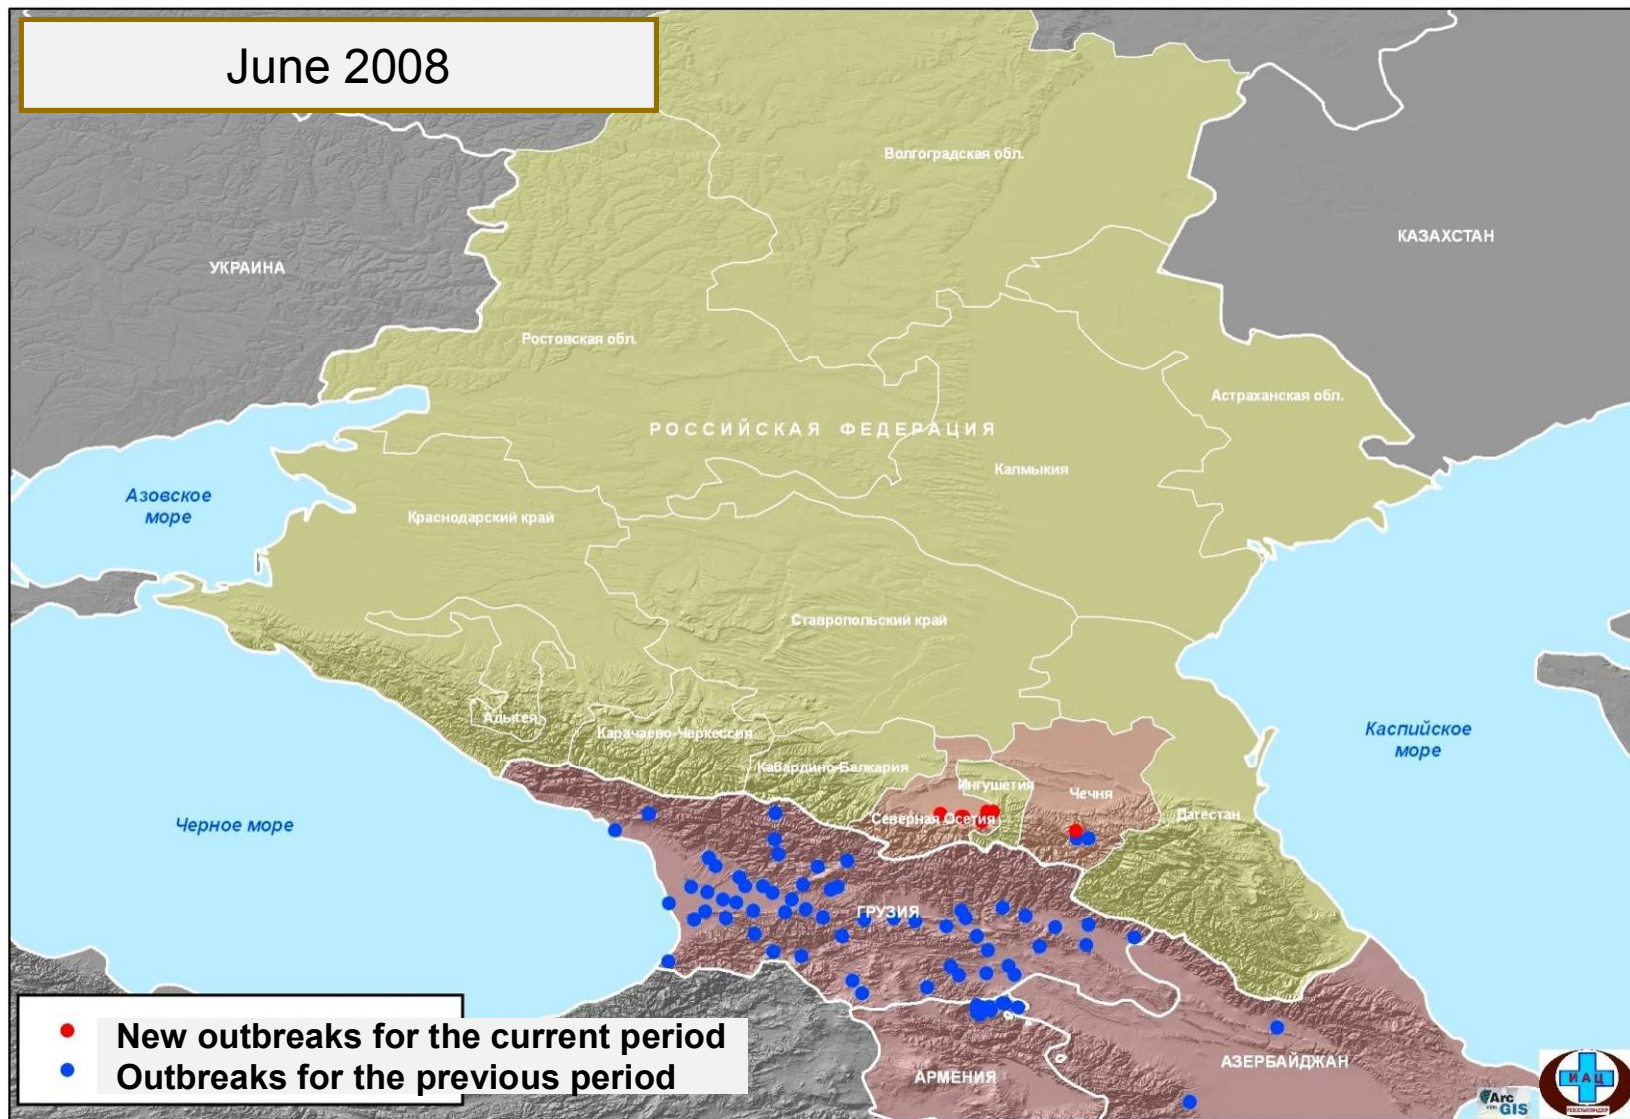 June 2008
Волгоградская обл.
КАЗАХСТАН
УКРАИНА
Ростовская обл.
Астраханская обл.
РОССИЙСКАЯ ФЕДЕРАЦИЯ
Калмыкия
Азовское
море
Краснодарский край
Ставропольский край
Адыгея
Карачаево-Черкессия
Каспийское
море
Кабардино-Балкария
Ингушетия
Чечня
Черное море
Северная Осетия
Дагестан
ГРУЗИЯ
New outbreaks for the current period
Outbreaks for the previous period
АРМЕНИЯ
АЗЕРБАЙДЖАН
Arc
GIS
ИАЦ